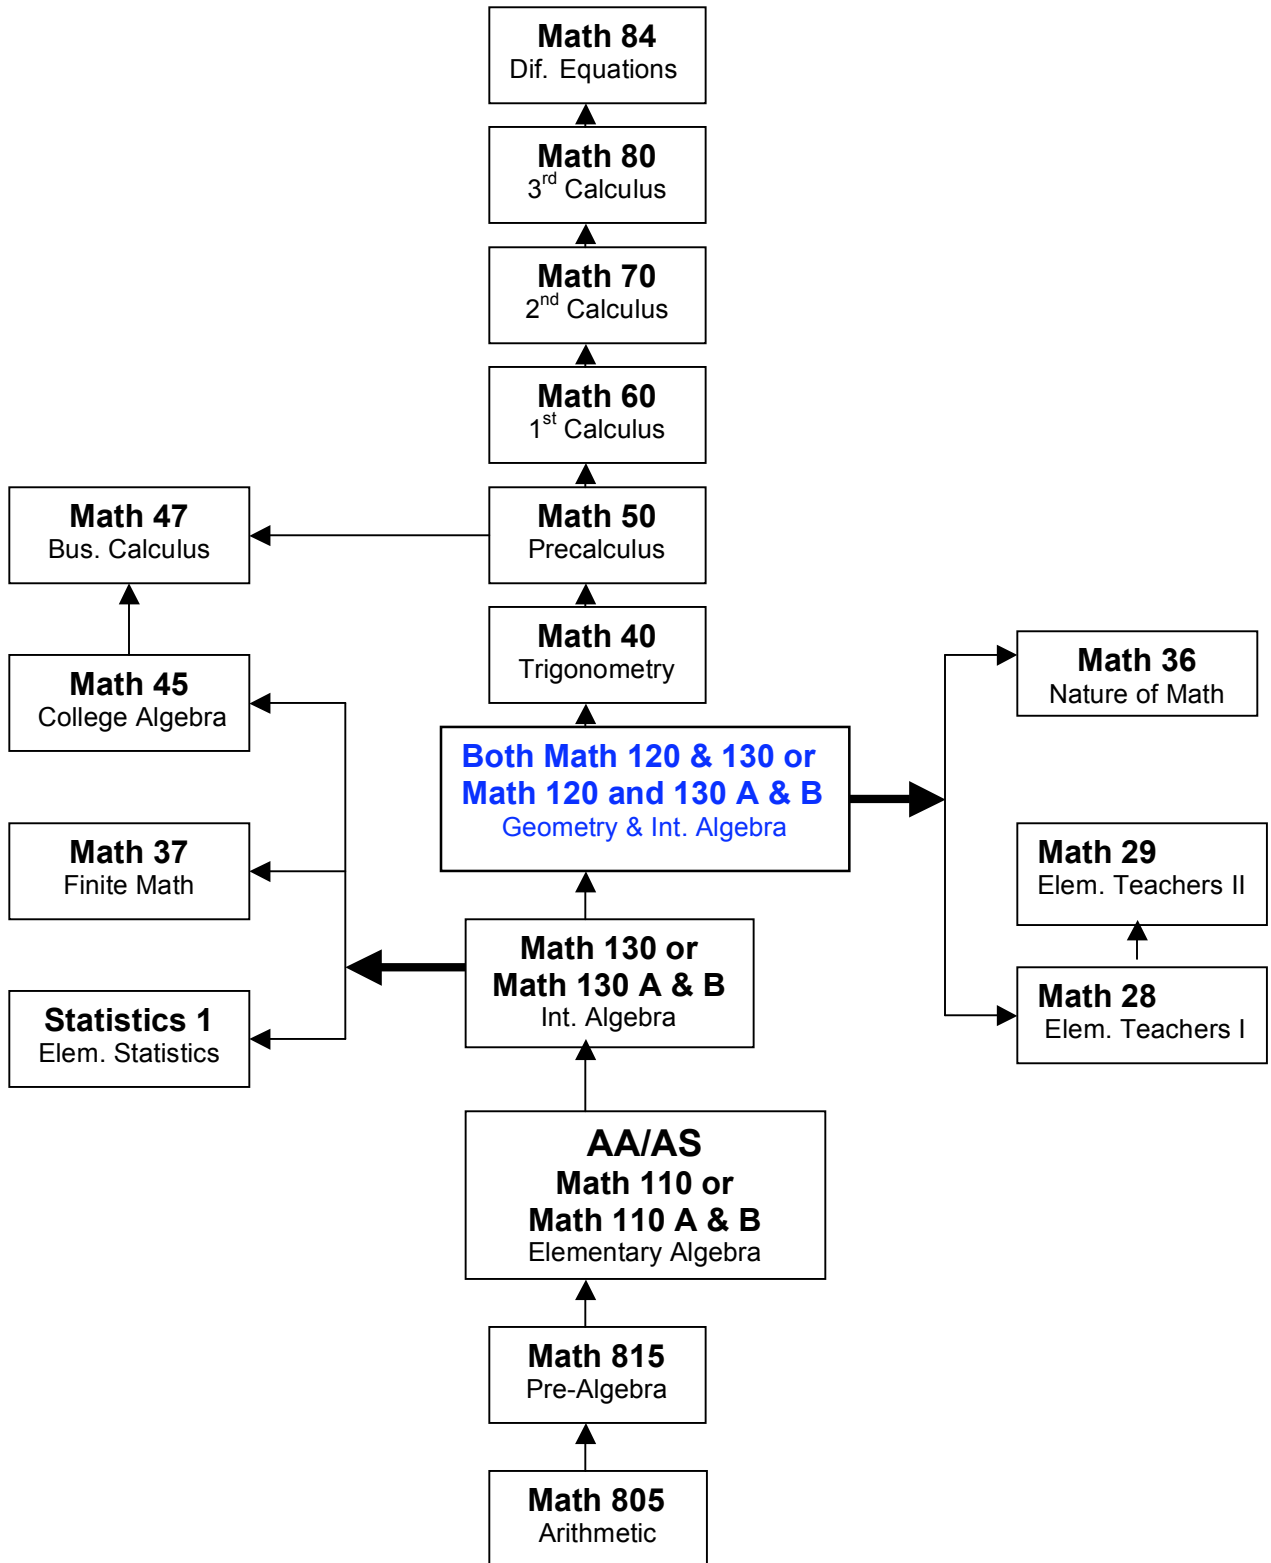 Math 84
Dif. Equations
Math 80
3rd Calculus
Math 70
2nd Calculus
Math 60
1st Calculus
Math 47
Bus. Calculus
Math 50
Precalculus
Math 40
Trigonometry
Math 36
Nature of Math
Math 45
College Algebra
Both Math 120 & 130 or
Math 120 and 130 A & B
Geometry & Int. Algebra
Math 37
Finite Math
Math 29
Elem. Teachers II
Math 130 or
Math 130 A & B
Int. Algebra
Statistics 1
Elem. Statistics
Math 28
Elem. Teachers I
AA/AS
Math 110 or
Math 110 A & B
Elementary Algebra
Math 815
Pre-Algebra
Math 805
Arithmetic